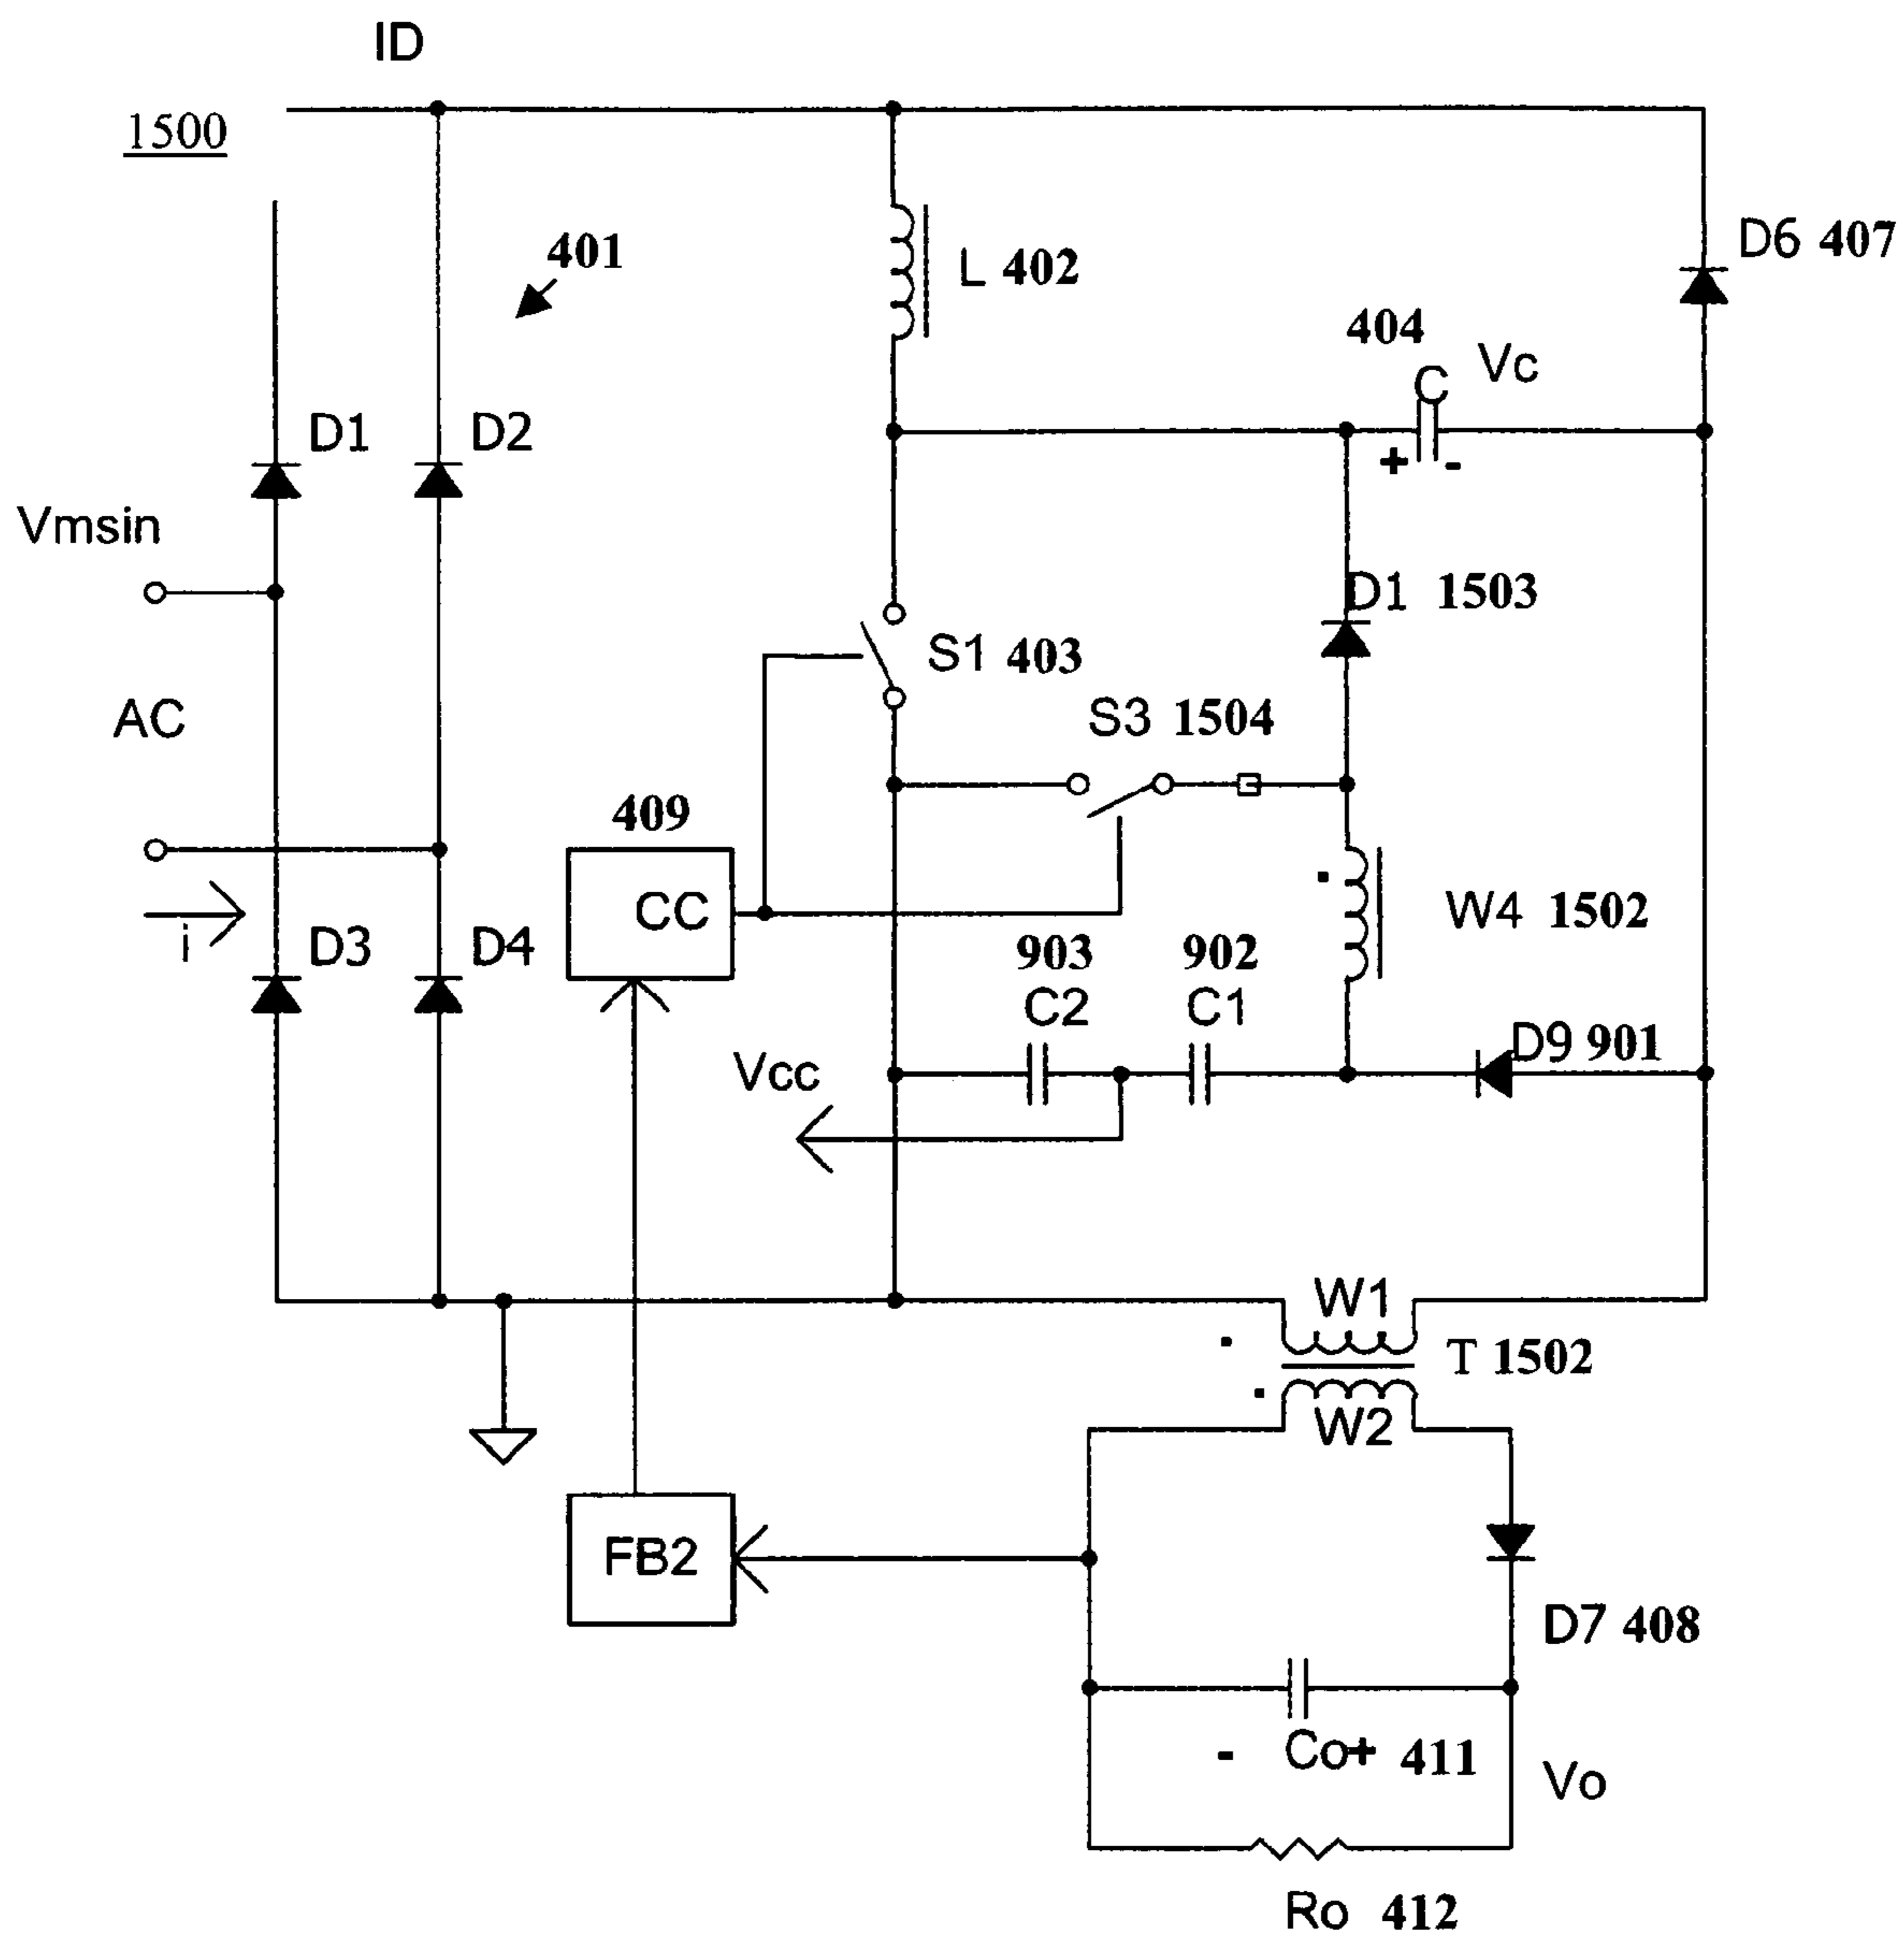 ID
1500
401
L 402
D6 407
404
C
Vc
+ -
D1
D2
Vmsin
D1 1503
S1 403
S3 1504
AC
409
CC
W4 1502
i
D3
D4
903
902
C2
C1
D9 901
Vcc
W1
T 1502
W2
FB2
D7 408
- Co+ 411
Vo
Ro 412